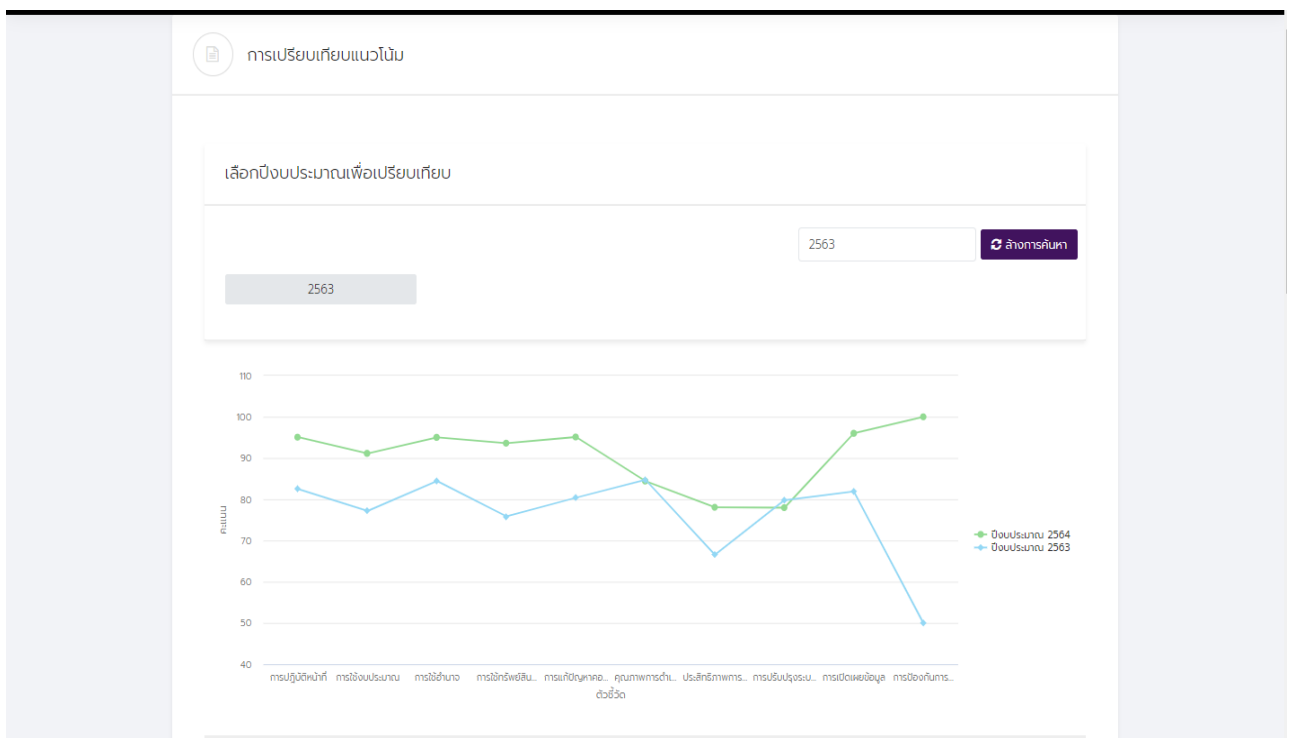 การเปรียบเทียบแนวโน้ม
เลือกปีงบประมาณเพื่อเปรียบเทียบ
2563
ล้างการค้นหา
2563
110
100
90
80
70
60
50
40
คะแนน
การปฏิบัติหน้าที่ การใช้งบประมาณ การใช้อำนาจ การใช้ทรัพย์สิน... การแก้ปัญหาคอ... คุณภาพการดำเ... ประสิทธิภาพการ... การปรับปรุงระบ... การเปิดเผยข้อมูล การป้องกันการ...
ตัวชี้วัด
ปีงบประมาณ 2564
ปีงบประมาณ 2563